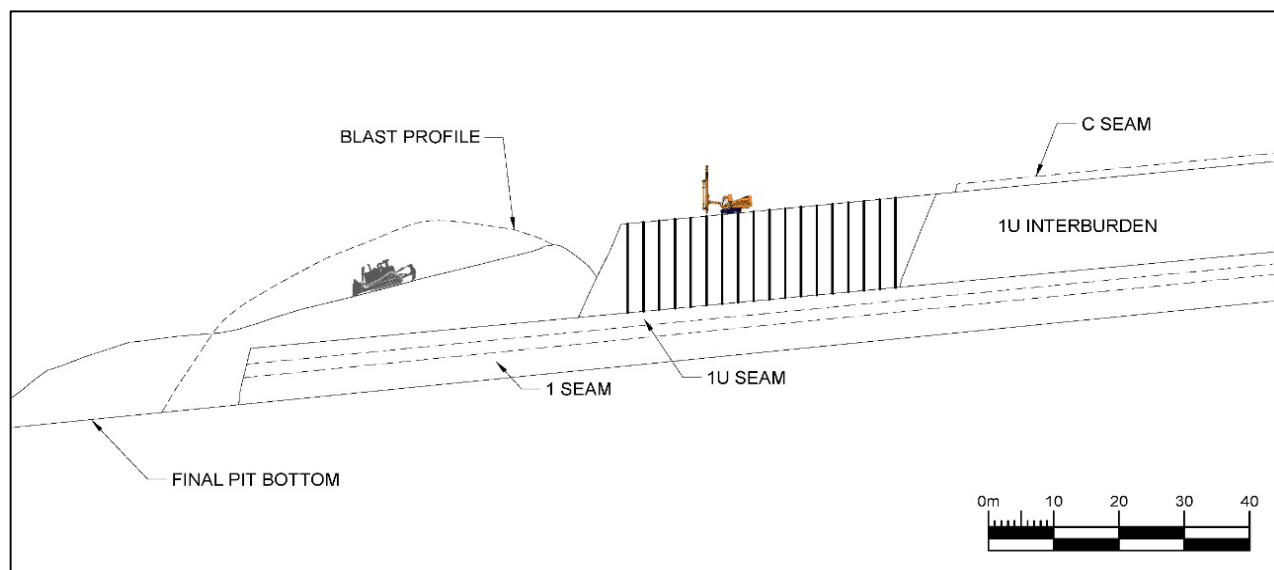 C SEAM
BLAST PROFILE
1U INTERBURDEN
1U SEAM
1 SEAM
FINAL PIT BOTTOM
0m 10 20 30 40